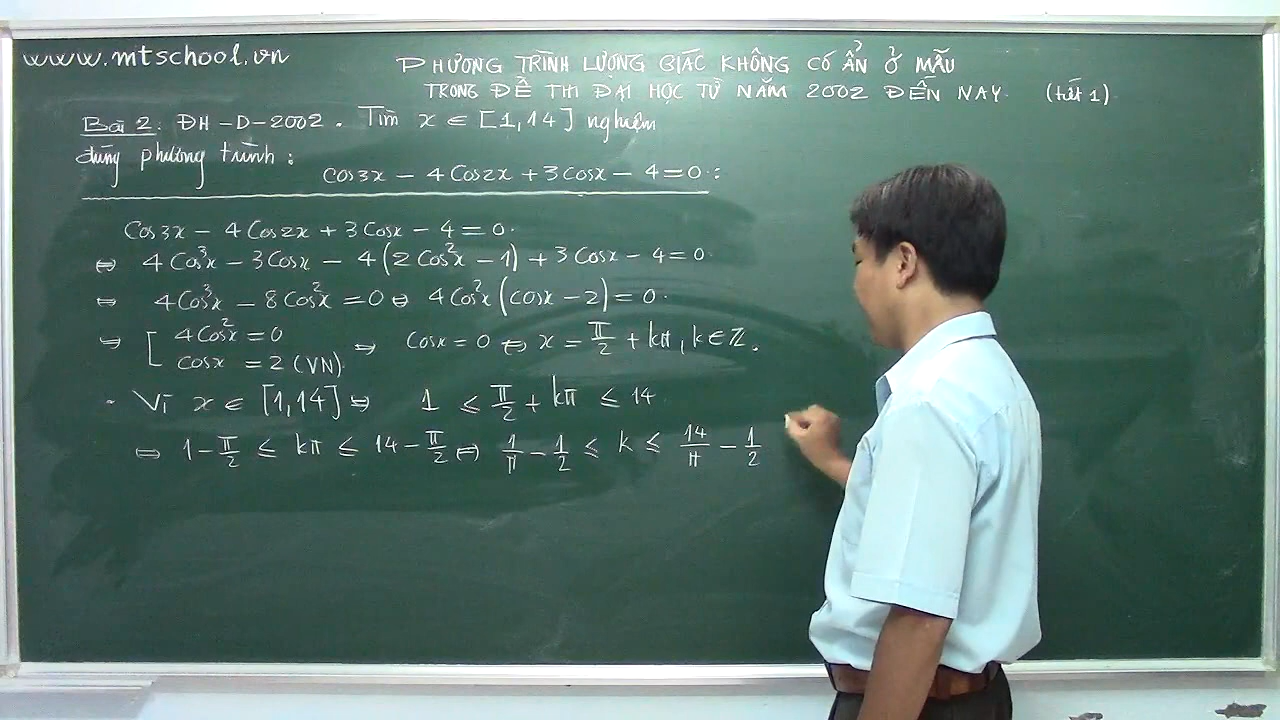 www.mtschool.vn
PHƯƠNG TRÌNH LƯỢNG GIÁC KHÔNG CÓ ẨN Ở MẪU
TRONG ĐỀ THI ĐẠI HỌC TỪ NĂM 2002 ĐẾN NAY. (tiết 1)
Bài 2: ĐH-D-2002. Tìm x ∈ [1,14] nghiệm
đúng phương trình:
cos3x − 4Cos2x + 3Cosx − 4 = 0:
Cos3x − 4Cos2x + 3Cosx − 4 = 0.
⇔ 4Cos³x − 3Cosx − 4(2Cos²x − 1) + 3Cosx − 4 = 0.
⇔ 4Cos³x − 8Cos²x = 0 ⇔ 4Cos²x(cosx − 2) = 0.
⇔ [ 4Cos²x = 0
cosx = 2 (VN) ⇔ Cosx = 0 ⇔ x = π/2 + kπ, k ∈ ℤ.
• Vì x ∈ [1,14] ⇔ 1 ≤ π/2 + kπ ≤ 14
⇔ 1 − π/2 ≤ kπ ≤ 14 − π/2 ⇔ 1/π − 1/2 ≤ k ≤ 14/π − 1/2